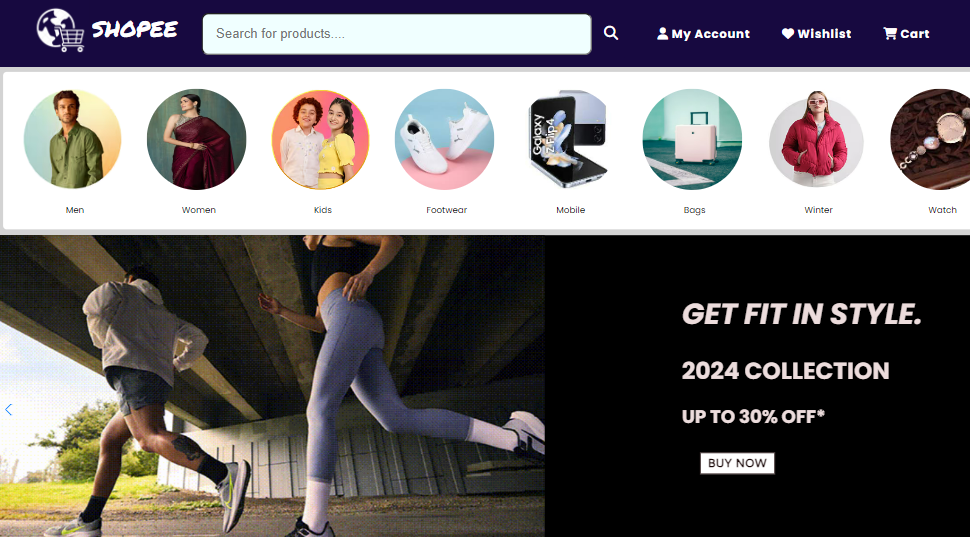 SHOPEE
Search for products....
My Account
Wishlist
Cart
Galaxy
Z Flip4
Men
Women
Kids
Footwear
Mobile
Bags
Winter
Watch
GET FIT IN STYLE.
2024 COLLECTION
UP TO 30% OFF*
BUY NOW